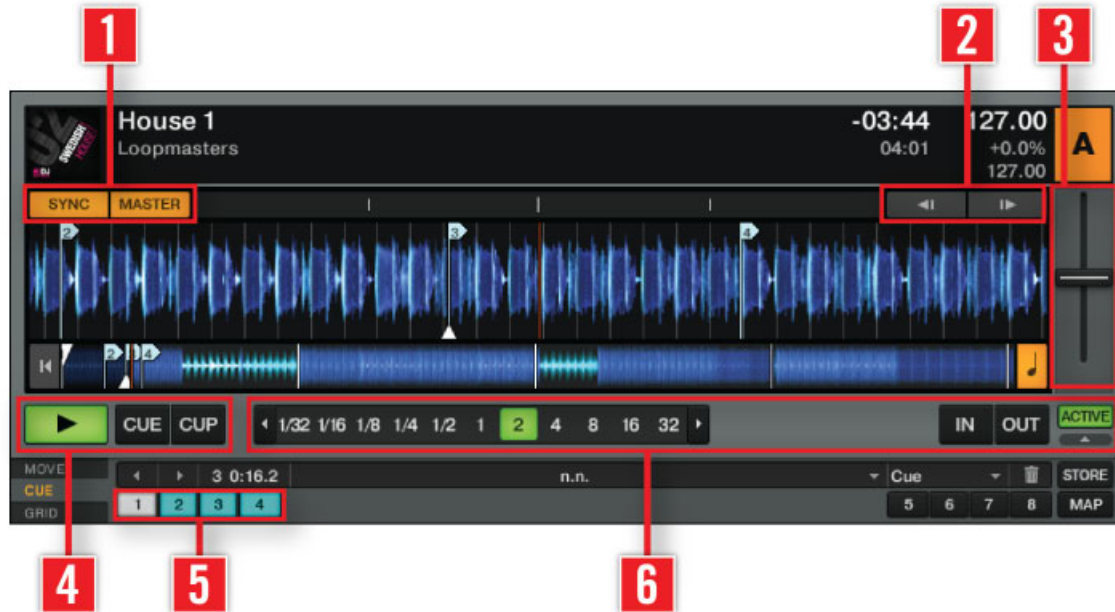 1 2 3
House 1 -03:44 127.00
Loopmasters 04:01 +0.0% A
127.00
SWEDISH HOUSE
DJ
SYNC MASTER
2 3 4
2 3 4
CUE CUP 1/32 1/16 1/8 1/4 1/2 1 2 4 8 16 32 IN OUT ACTIVE
MOVE 3 0:16.2 n.n. Cue STORE
CUE
GRID 1 2 3 4 5 6 7 8 MAP
4 5 6